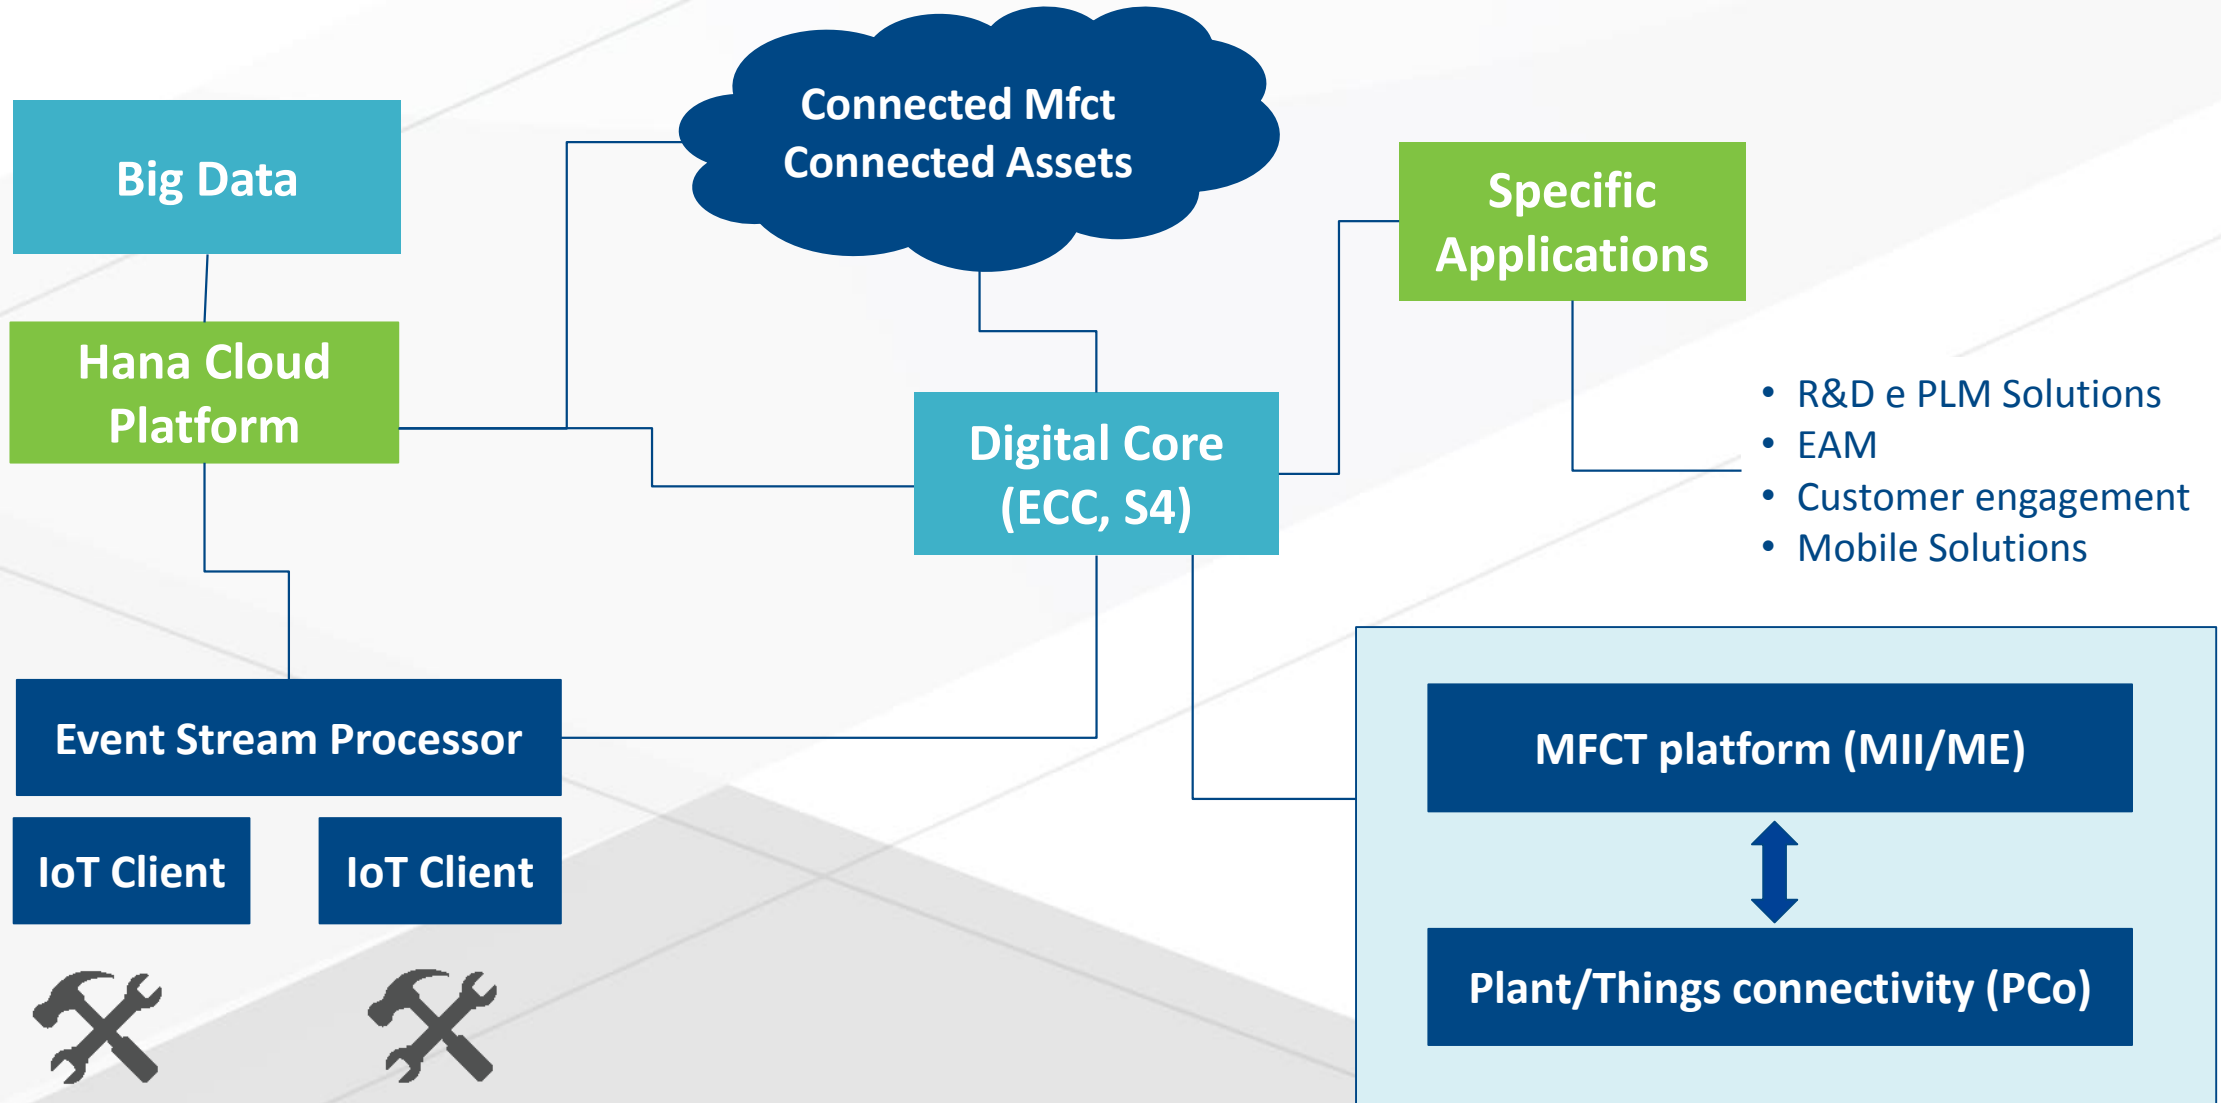 Connected Mfct
Connected Assets
Big Data
Specific
Applications
Hana Cloud
Platform
Digital Core
(ECC, S4)
• R&D e PLM Solutions
• EAM
• Customer engagement
• Mobile Solutions
Event Stream Processor
MFCT platform (MII/ME)
IoT Client
IoT Client
Plant/Things connectivity (PCo)